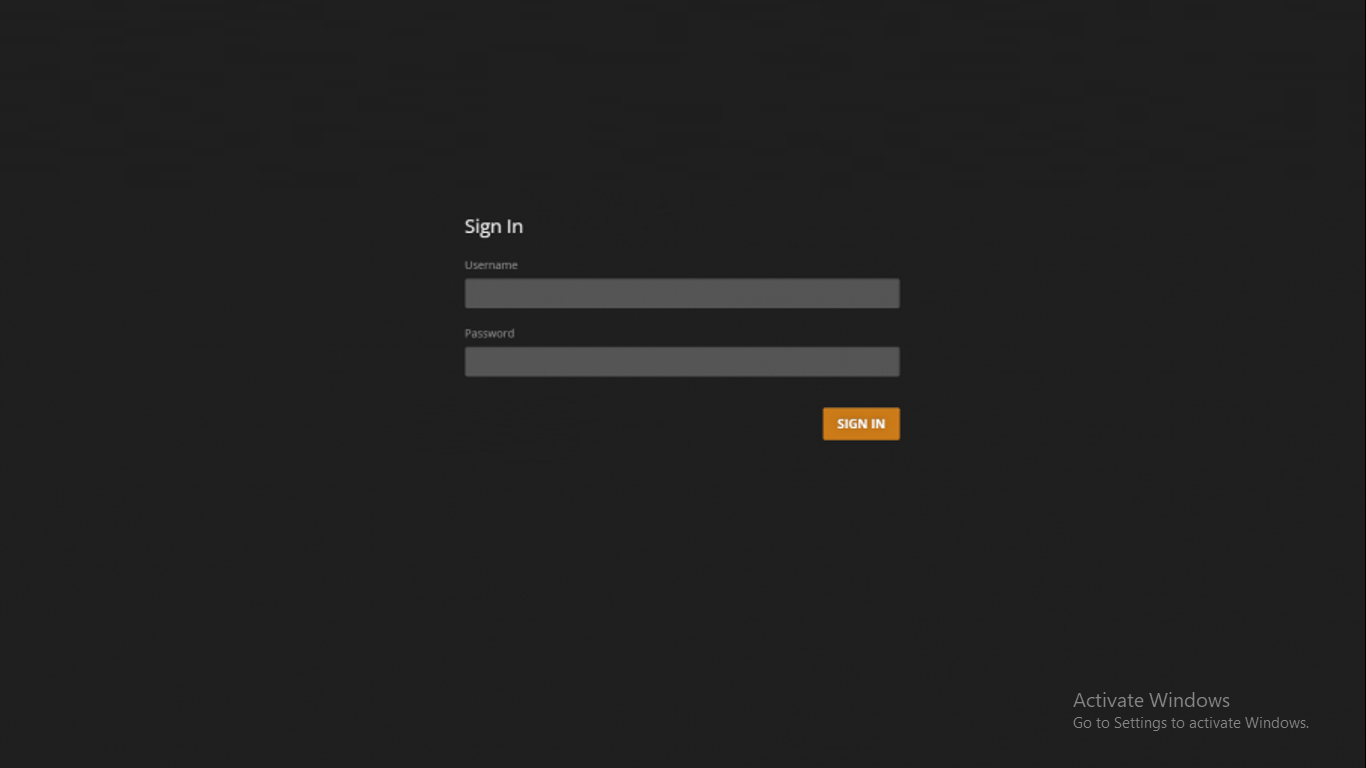 Sign In
Username
Password
SIGN IN
Activate Windows
Go to Settings to activate Windows.